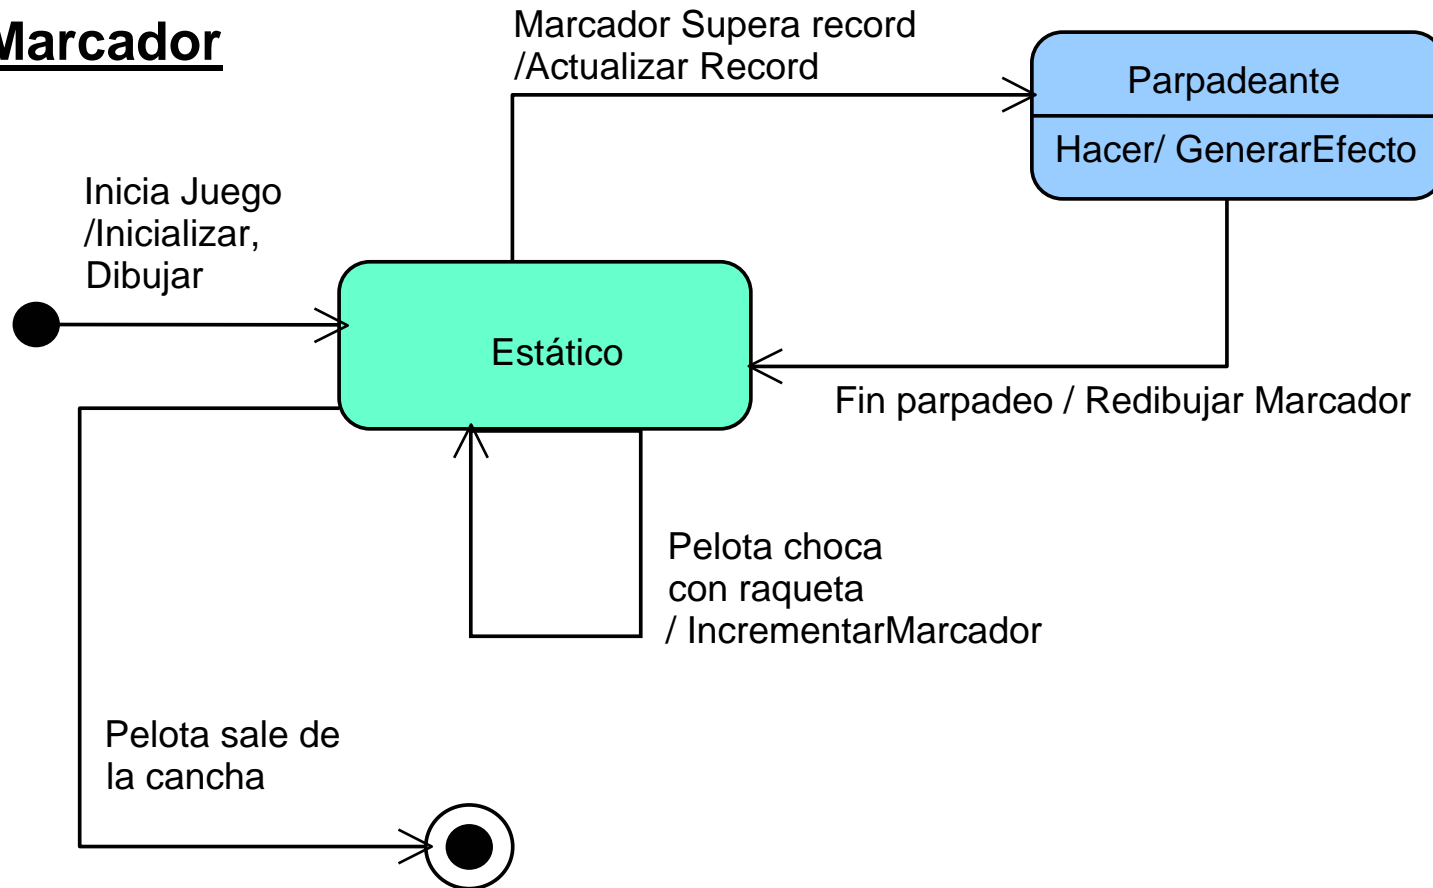 Marcador
Marcador Supera record
/Actualizar Record
Parpadeante
Hacer/ GenerarEfecto
Inicia Juego
/Inicializar,
Dibujar
Estático
Fin parpadeo / Redibujar Marcador
Pelota choca
con raqueta
/ IncrementarMarcador
Pelota sale de
la cancha